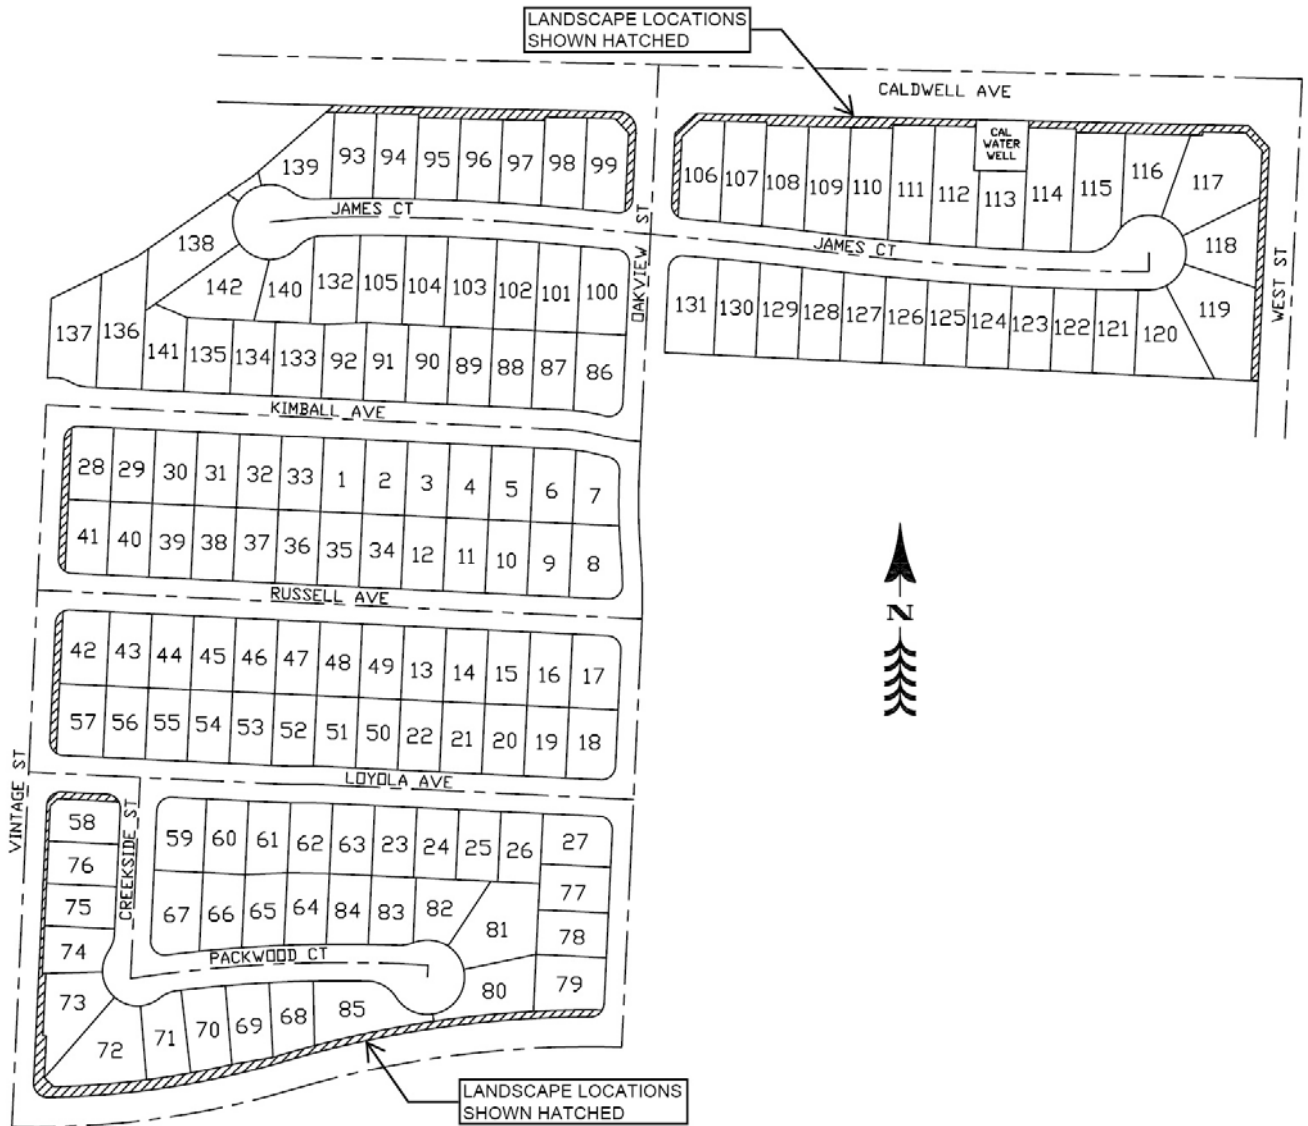 LANDSCAPE LOCATIONS
SHOWN HATCHED
CALDWELL AVE
139 93 94 95 96 97 98 99
106 107 108 109 110 111 112 113 114 115 116 117
CAL
WATER
WELL
JAMES CT
OAKVIEW ST
JAMES CT
138 118
142 140 132 105 104 103 102 101 100
WEST ST
137 136 141 135 134 133 92 91 90 89 88 87 86
131 130 129 128 127 126 125 124 123 122 121 120 119
KIMBALL AVE
28 29 30 31 32 33 1 2 3 4 5 6 7
41 40 39 38 37 36 35 34 12 11 10 9 8
N
RUSSELL AVE
42 43 44 45 46 47 48 49 13 14 15 16 17
57 56 55 54 53 52 51 50 22 21 20 19 18
LOYOLA AVE
VINTAGE ST
CREEKSIDE ST
58 59 60 61 62 63 23 24 25 26 27
76 77
75 67 66 65 64 84 83 82 81 78
74
PACKWOOD CT
73 80 79
72 71 70 69 68 85
LANDSCAPE LOCATIONS
SHOWN HATCHED